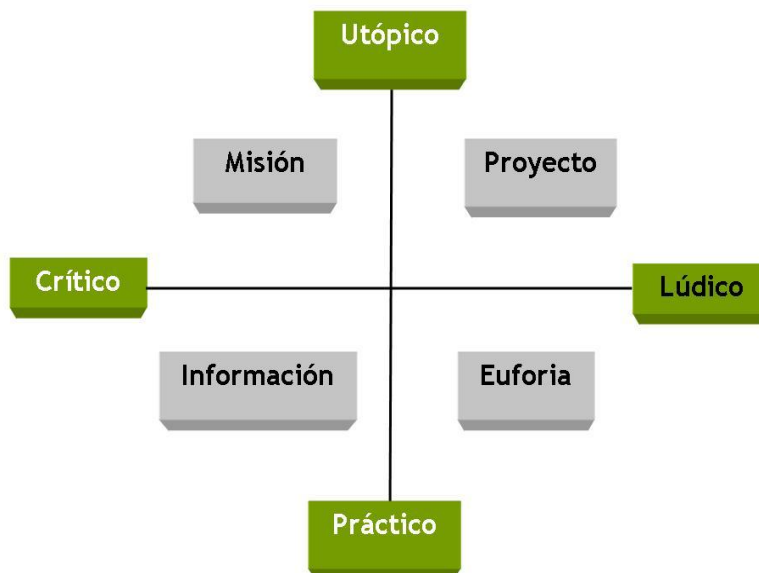 Utópico
Misión
Proyecto
Crítico
Lúdico
Información
Euforia
Práctico